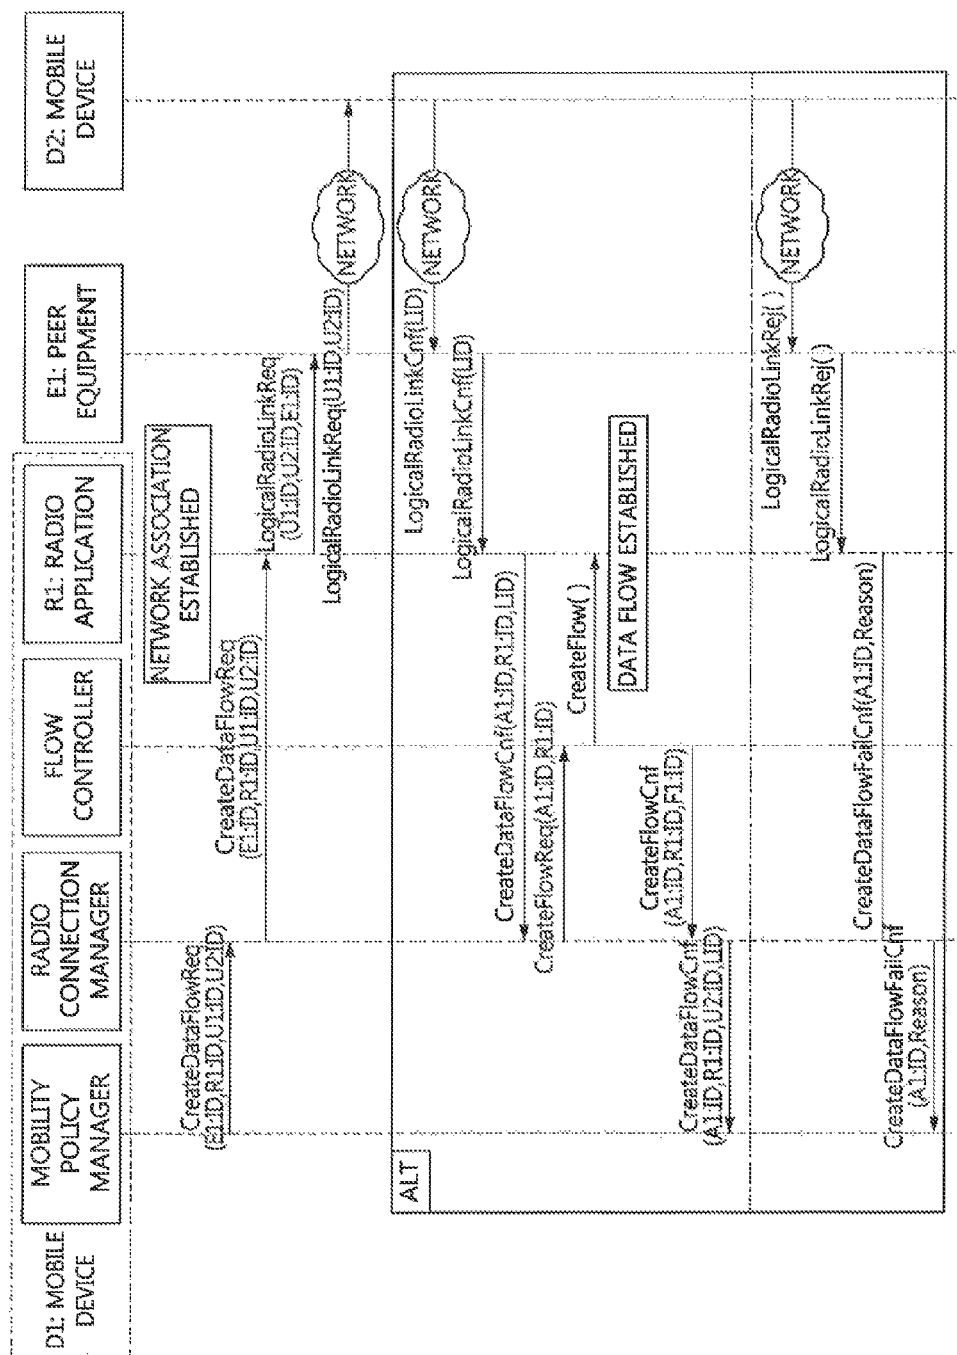 D1: MOBILE
DEVICE
MOBILITY
POLICY
MANAGER
RADIO
CONNECTION
MANAGER
FLOW
CONTROLLER
R1: RADIO
APPLICATION
E1: PEER
EQUIPMENT
D2: MOBILE
DEVICE
NETWORK ASSOCIATION
ESTABLISHED
CreateDataFlowReq
(E1:ID,R1:ID,U1:ID,U2:ID)
CreateDataFlowReq
(E1:ID,R1:ID,U1:ID,U2:ID)
LogicalRadioLinkReq
(U1:ID,U2:ID,E1:ID)
LogicalRadioLinkReq(U1:ID,U2:ID)
NETWORK
ALT
LogicalRadioLinkCnf(LID)
NETWORK
LogicalRadioLinkCnf(LID)
CreateDataFlowCnf(A1:ID,R1:ID,LID)
CreateFlowReq(A1:ID,R1:ID)
CreateFlow( )
DATA FLOW ESTABLISHED
CreateFlowCnf
(A1:ID,R1:ID,F1:ID)
CreateDataFlowCnf
(A1:ID,R1:ID,U2:ID,LID)
LogicalRadioLinkRej( )
NETWORK
LogicalRadioLinkRej( )
CreateDataFlowFailCnf(A1:ID,Reason)
CreateDataFlowFailCnf
(A1:ID,Reason)